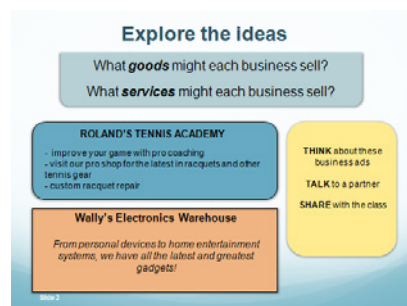 Explore the ideas
What goods might each business sell?
What services might each business sell?
ROLAND'S TENNIS ACADEMY
- improve your game with pro coaching
- visit our pro shop for the latest in racquets and other
tennis gear
- custom racquet repair
Wally's Electronics Warehouse
From personal devices to home entertainment
systems, we have all the latest and greatest
gadgets!
THINK about these
business ads
TALK to a partner
SHARE with the class
Slide 2